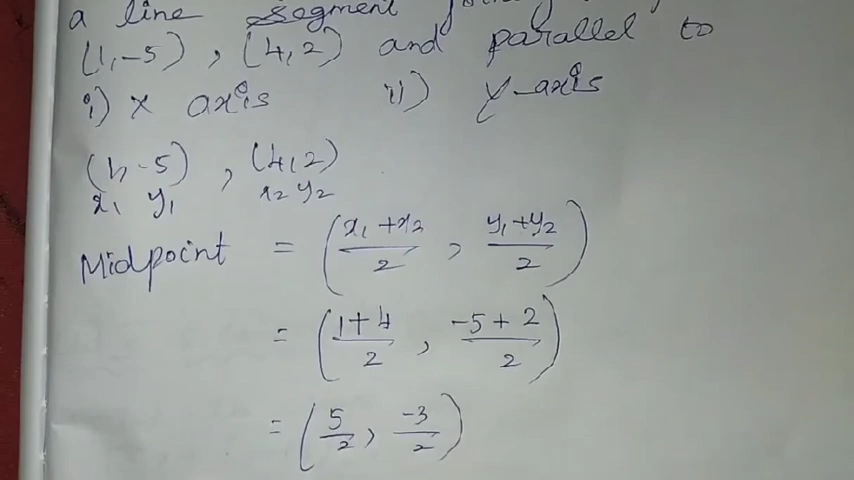 a line segment
(1,-5) , (4,2) and parallel to
i) x axis ii) y-axis
(1,-5) , (4,2)
x₁ y₁ x₂ y₂
Midpoint = (x₁+x₂/2 , y₁+y₂/2)
= (1+4/2 , -5+2/2)
= (5/2 , -3/2)